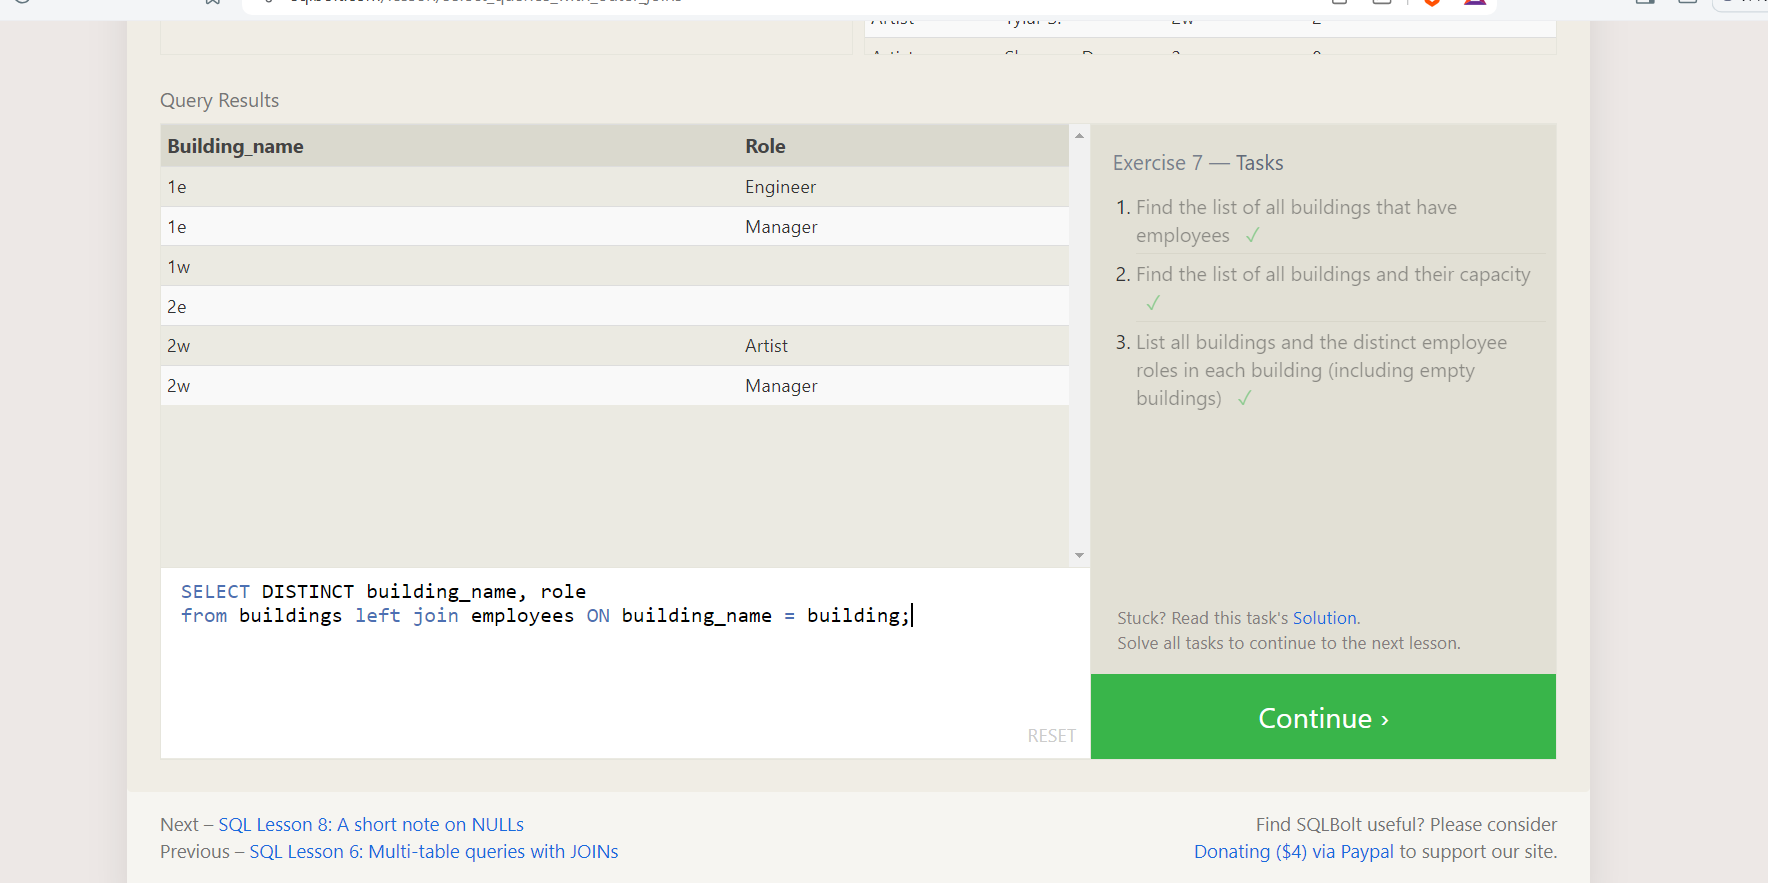 Query Results
Building_name Role
1e Engineer
1e Manager
1w
2e
2w Artist
2w Manager
SELECT DISTINCT building_name, role
from buildings left join employees ON building_name = building;
RESET
Exercise 7 — Tasks
1. Find the list of all buildings that have
employees ✓
2. Find the list of all buildings and their capacity
✓
3. List all buildings and the distinct employee
roles in each building (including empty
buildings) ✓
Stuck? Read this task's Solution.
Solve all tasks to continue to the next lesson.
Continue ›
Next – SQL Lesson 8: A short note on NULLs
Previous – SQL Lesson 6: Multi-table queries with JOINs
Find SQLBolt useful? Please consider
Donating ($4) via Paypal to support our site.